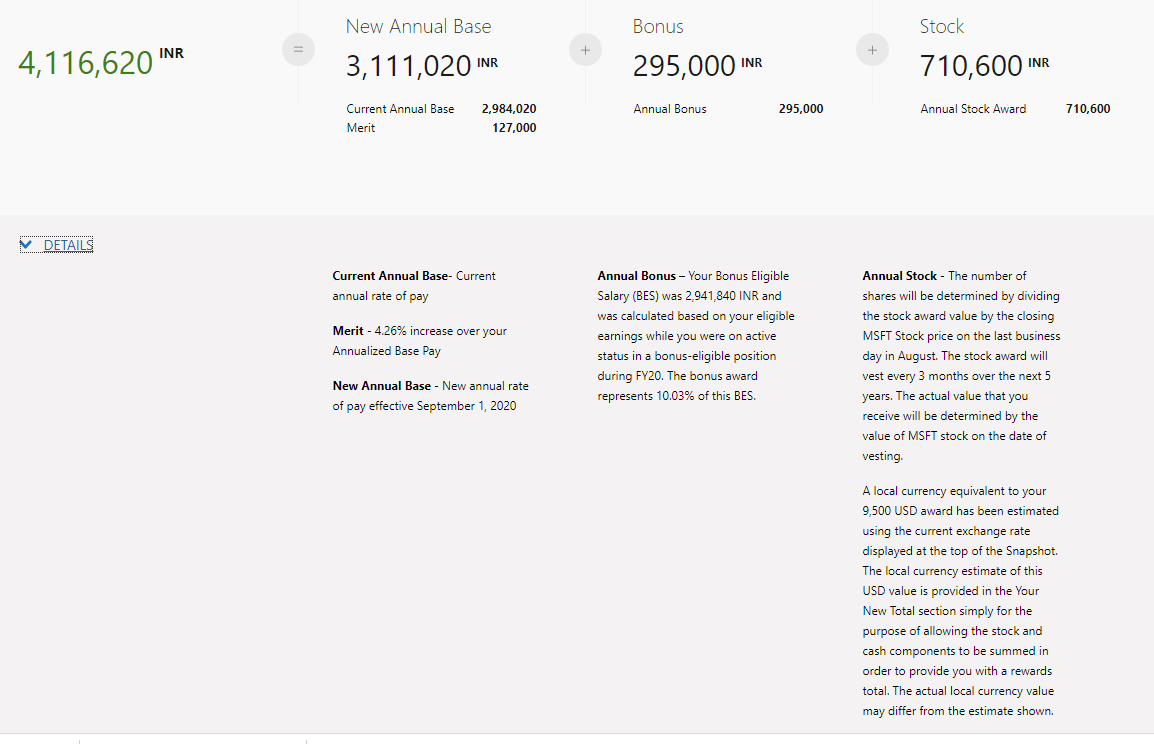 4,116,620 INR
=
New Annual Base
3,111,020 INR
Current Annual Base 2,984,020
Merit 127,000
+
Bonus
295,000 INR
Annual Bonus 295,000
+
Stock
710,600 INR
Annual Stock Award 710,600
DETAILS
Current Annual Base- Current
annual rate of pay
Merit - 4.26% increase over your
Annualized Base Pay
New Annual Base - New annual rate
of pay effective September 1, 2020
Annual Bonus – Your Bonus Eligible
Salary (BES) was 2,941,840 INR and
was calculated based on your eligible
earnings while you were on active
status in a bonus-eligible position
during FY20. The bonus award
represents 10.03% of this BES.
Annual Stock - The number of
shares will be determined by dividing
the stock award value by the closing
MSFT Stock price on the last business
day in August. The stock award will
vest every 3 months over the next 5
years. The actual value that you
receive will be determined by the
value of MSFT stock on the date of
vesting.
A local currency equivalent to your
9,500 USD award has been estimated
using the current exchange rate
displayed at the top of the Snapshot.
The local currency estimate of this
USD value is provided in the Your
New Total section simply for the
purpose of allowing the stock and
cash components to be summed in
order to provide you with a rewards
total. The actual local currency value
may differ from the estimate shown.